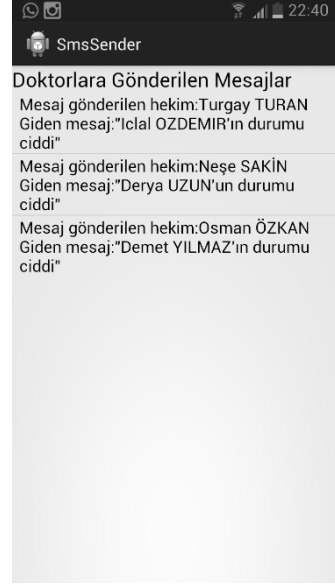 22:40
SmsSender
Doktorlara Gönderilen Mesajlar
Mesaj gönderilen hekim:Turgay TURAN
Giden mesaj:"Iclal OZDEMIR'ın durumu
ciddi"
Mesaj gönderilen hekim:Neşe SAKİN
Giden mesaj:"Derya UZUN'un durumu
ciddi"
Mesaj gönderilen hekim:Osman ÖZKAN
Giden mesaj:"Demet YILMAZ'ın durumu
ciddi"